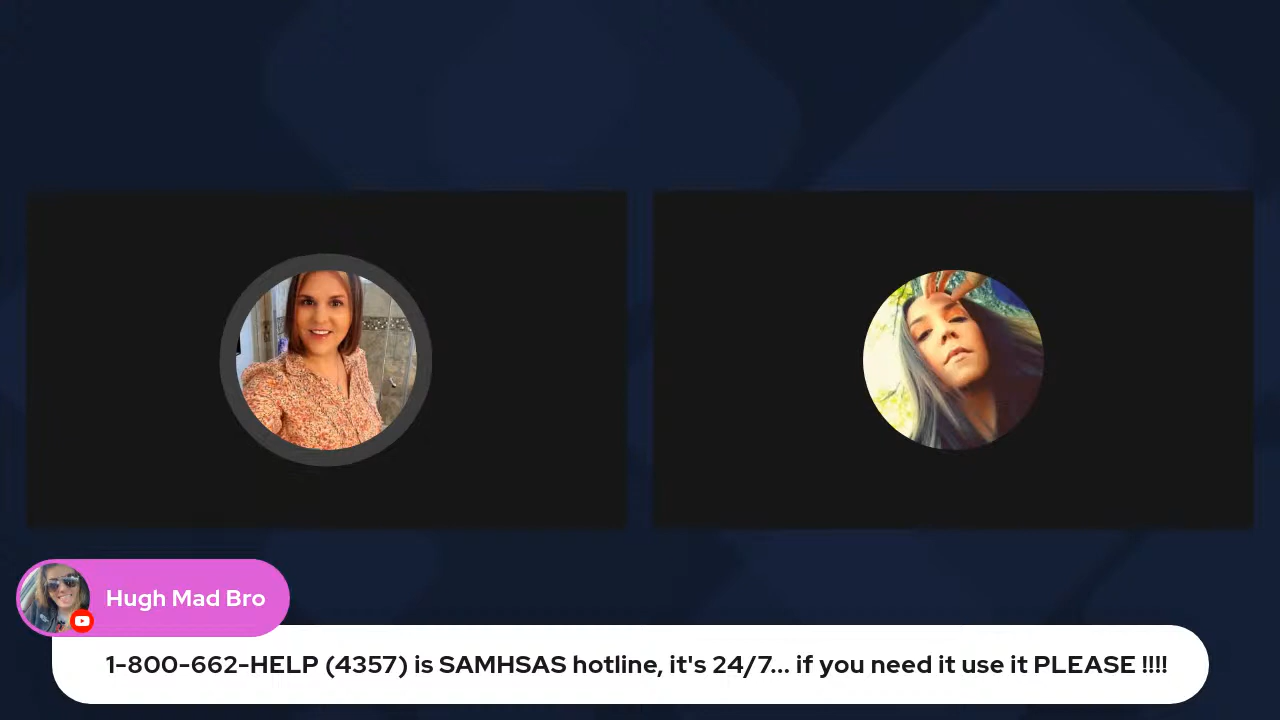 Hugh Mad Bro
1-800-662-HELP (4357) is SAMHSAS hotline, it's 24/7... if you need it use it PLEASE !!!!